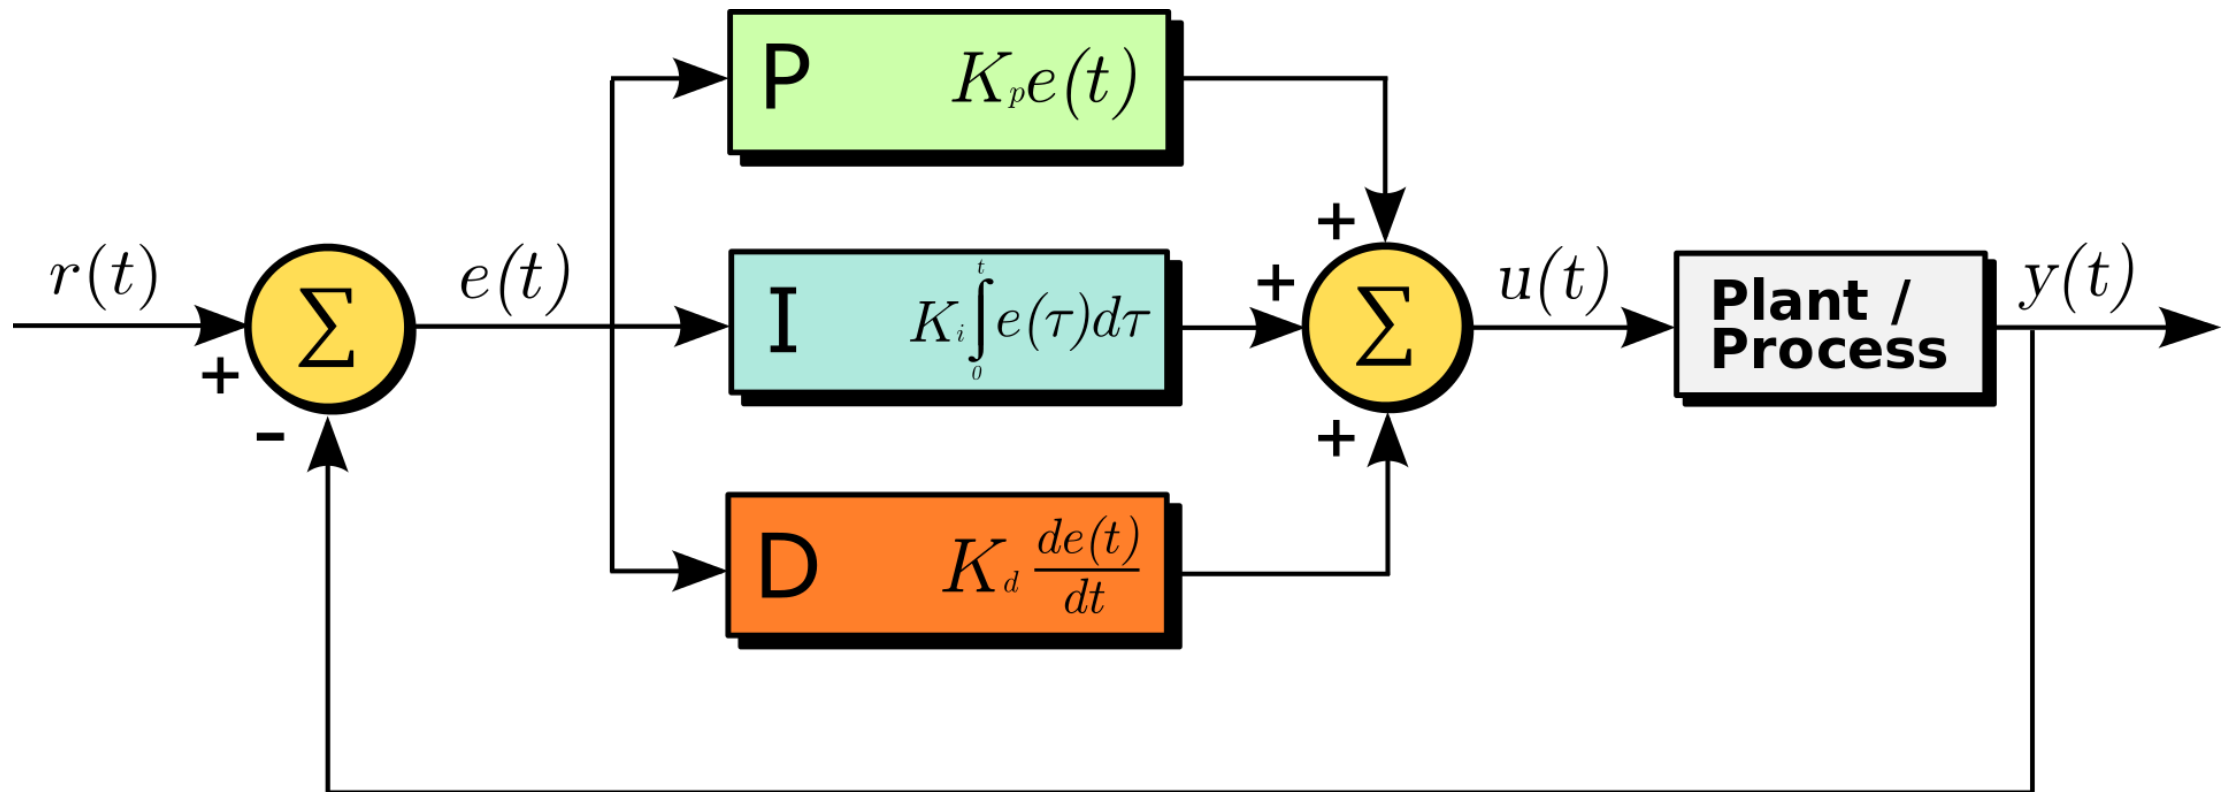 r(t)
+
-
Σ
e(t)
P K_p e(t)
I K_i ∫_0^t e(τ)dτ
D K_d de(t)/dt
+
+
+
Σ
u(t)
Plant /
Process
y(t)